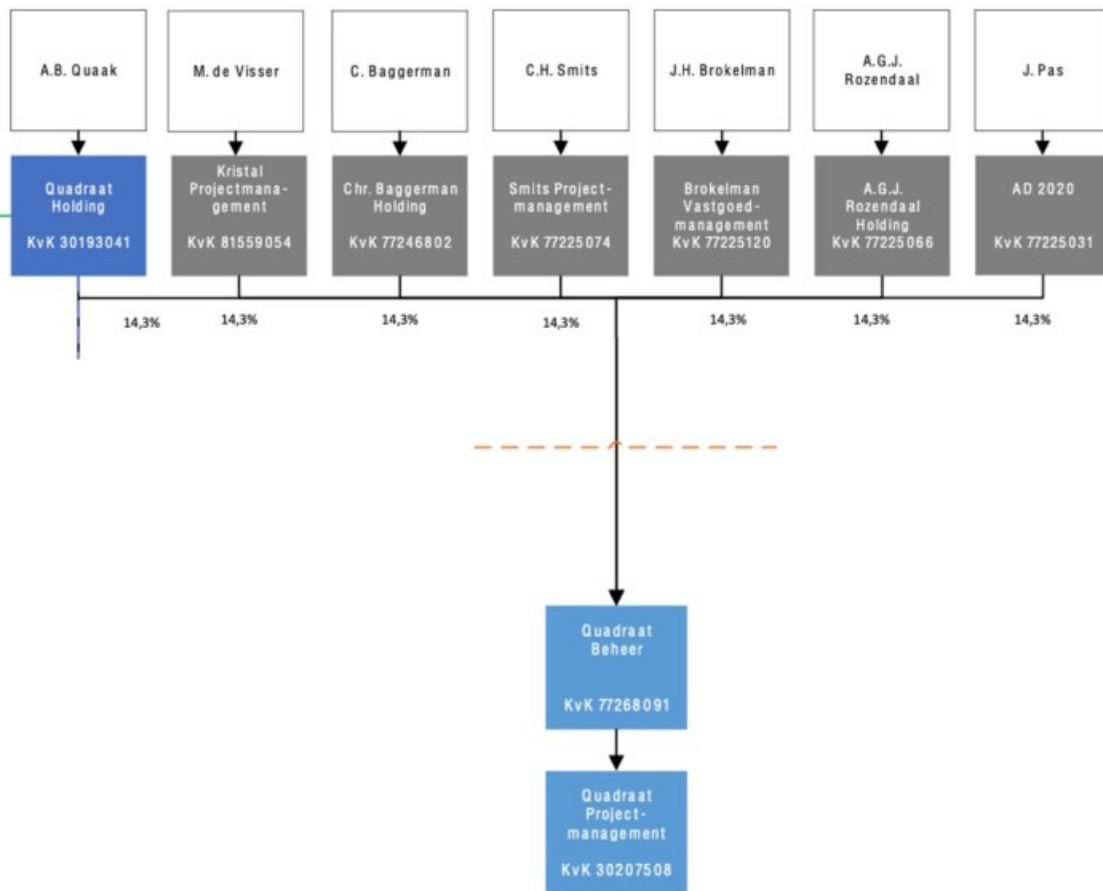 A.B. Quaak
M. de Visser
C. Baggerman
C.H. Smits
J.H. Brokelman
A.G.J.
Rozendaal
J. Pas
Quadraat
Holding
KvK 30193041
Kristal
Projectmana-
gement
KvK 81559054
Chr. Baggerman
Holding
KvK 77246802
Smits Project-
management
KvK 77225074
Brokelman
Vastgoed-
management
KvK 77225120
A.G.J.
Rozendaal
Holding
KvK 77225066
AD 2020
KvK 77225031
14,3%
14,3%
14,3%
14,3%
14,3%
14,3%
14,3%
Quadraat
Beheer
KvK 77268091
Quadraat
Project-
management
KvK 30207508